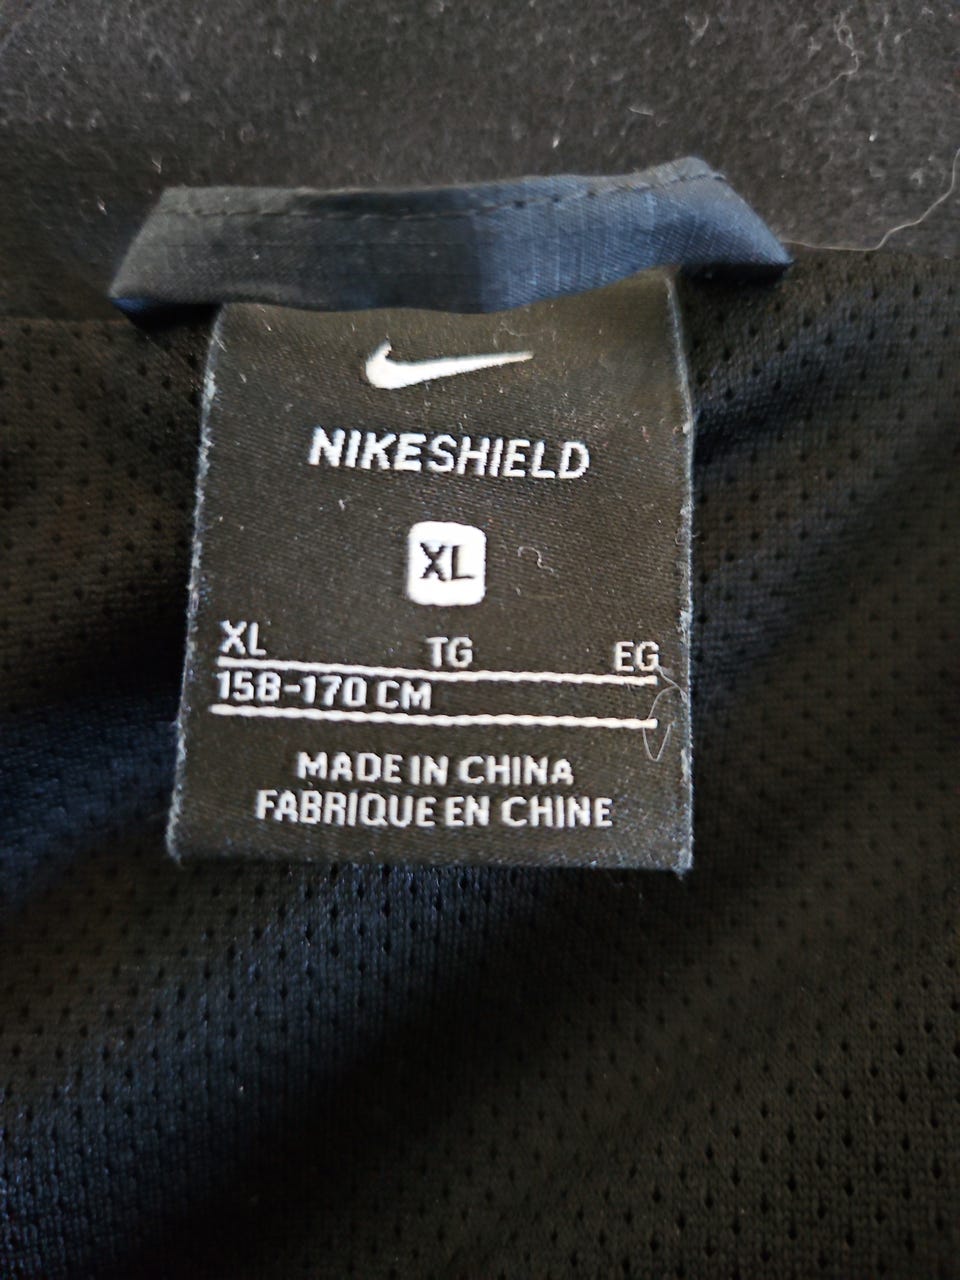 NIKESHIELD
XL
XL TG EG
158-170 CM
MADE IN CHINA
FABRIQUE EN CHINE